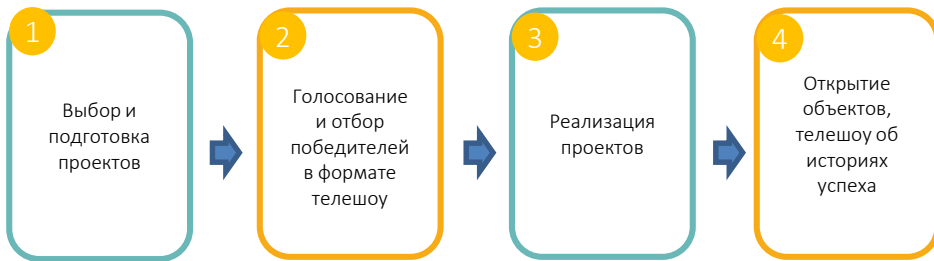 1
Выбор и
подготовка
проектов
2
Голосование
и отбор
победителей
в формате
телешоу
3
Реализация
проектов
4
Открытие
объектов,
телешоу об
историях
успеха